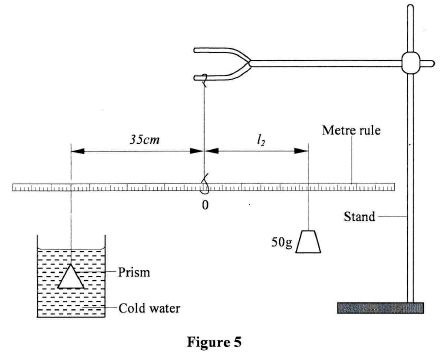 35cm
l₂
Metre rule
0
Stand
50g
Prism
Cold water
Figure 5